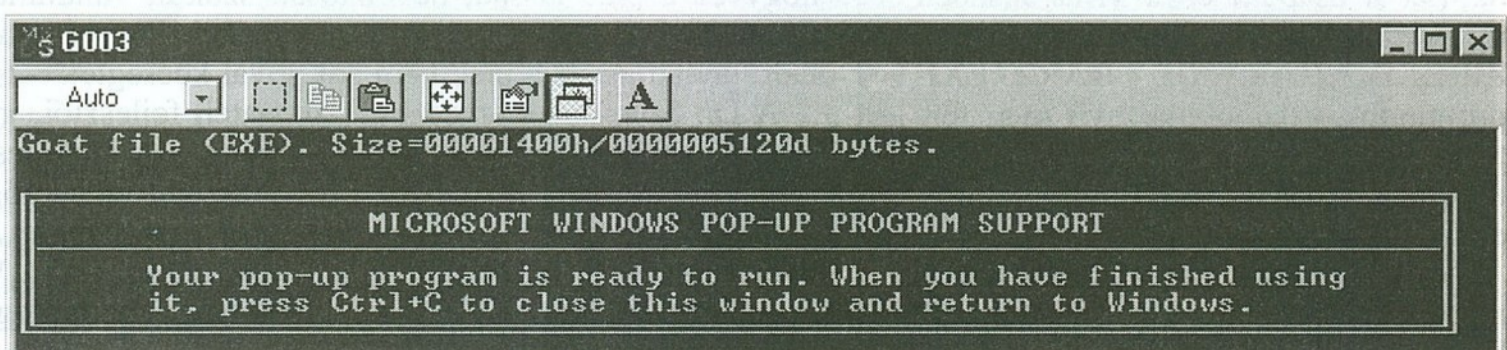 G003
Auto
A
Goat file (EXE). Size=00001400h/0000005120d bytes.
MICROSOFT WINDOWS POP-UP PROGRAM SUPPORT
Your pop-up program is ready to run. When you have finished using
it, press Ctrl+C to close this window and return to Windows.